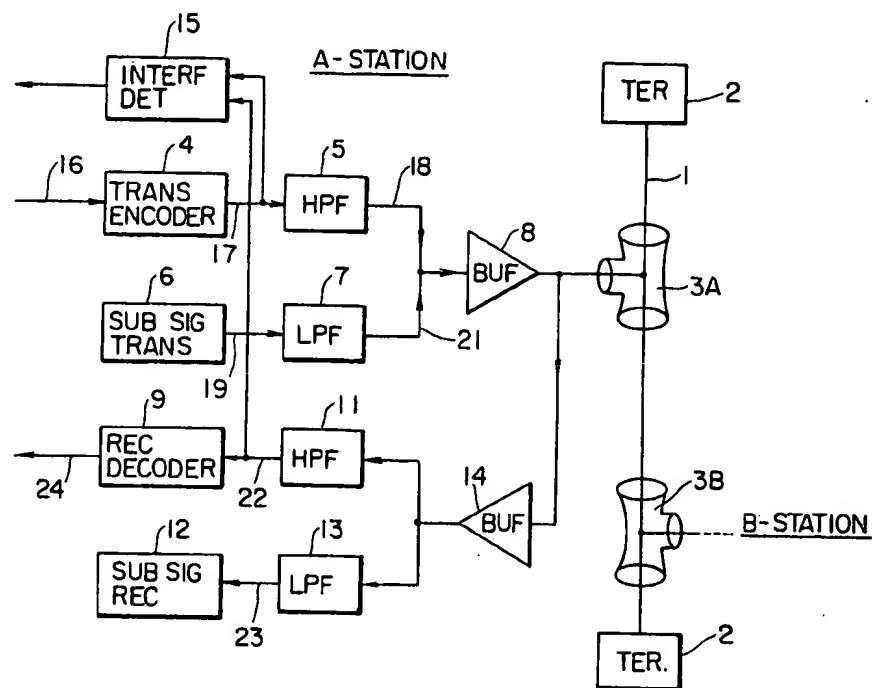 15
A-STATION
INTERF
DET
TER
2
16
4
5
18
1
TRANS
ENCODER
17
HPF
8
BUF
3A
6
7
SUB SIG
TRANS
19
LPF
21
9
11
REC
DECODER
24
22
HPF
14
BUF
3B
B-STATION
12
13
SUB SIG
REC
23
LPF
2
TER.